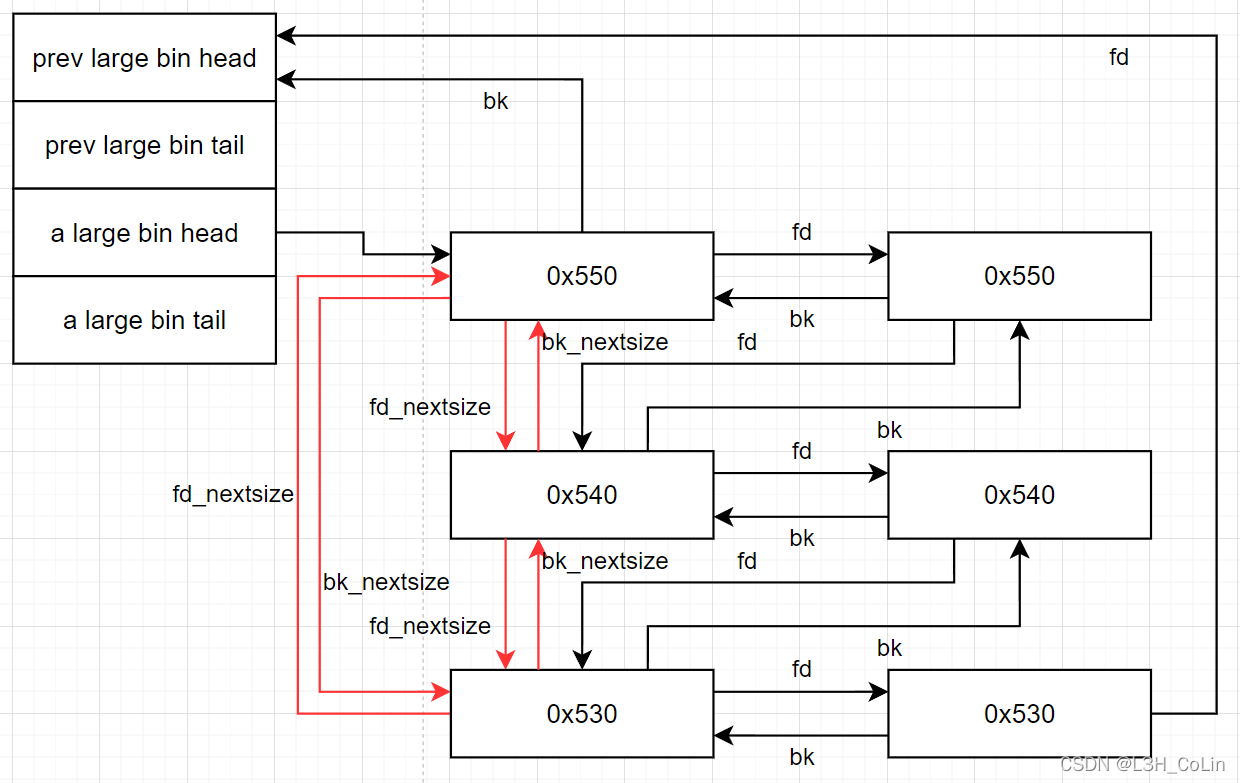 prev large bin head
fd
bk
prev large bin tail
a large bin head
fd
0x550
0x550
a large bin tail
bk
bk_nextsize
fd
fd_nextsize
bk
fd
fd_nextsize
0x540
0x540
bk
bk_nextsize
fd
bk_nextsize
fd_nextsize
bk
fd
0x530
0x530
bk
CSDN @L3H_CoLin